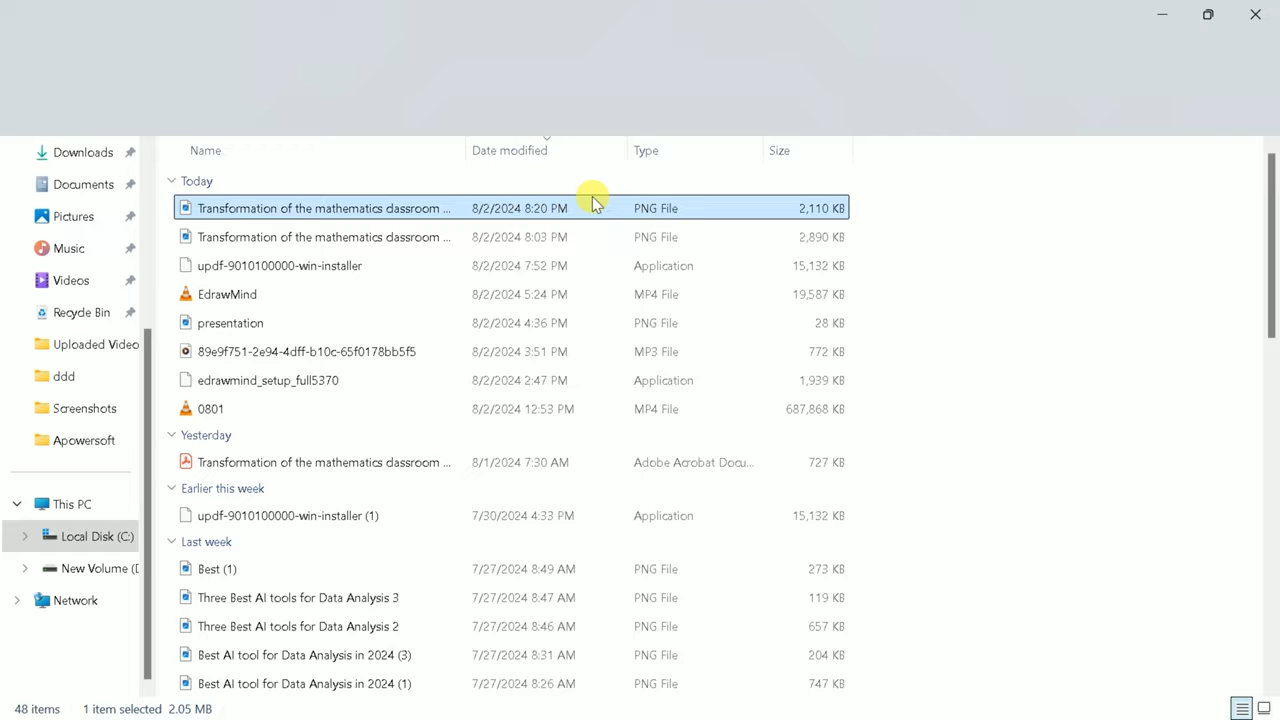 Name Date modified Type Size
Downloads
Today
Documents
Transformation of the mathematics classroom ... 8/2/2024 8:20 PM PNG File 2,110 KB
Pictures
Transformation of the mathematics classroom ... 8/2/2024 8:03 PM PNG File 2,890 KB
Music
updf-9010100000-win-installer 8/2/2024 7:52 PM Application 15,132 KB
Videos
EdrawMind 8/2/2024 5:24 PM MP4 File 19,587 KB
Recycle Bin
presentation 8/2/2024 4:36 PM PNG File 28 KB
Uploaded Videо
89e9f751-2e94-4dff-b10c-65f0178bb5f5 8/2/2024 3:51 PM MP3 File 772 KB
ddd
edrawmind_setup_full5370 8/2/2024 2:47 PM Application 1,939 KB
Screenshots
0801 8/2/2024 12:53 PM MP4 File 687,868 KB
Apowersoft
Yesterday
Transformation of the mathematics classroom ... 8/1/2024 7:30 AM Adobe Acrobat Docu... 727 KB
Earlier this week
This PC
updf-9010100000-win-installer (1) 7/30/2024 4:33 PM Application 15,132 KB
Local Disk (C:)
Last week
New Volume (D
Best (1) 7/27/2024 8:49 AM PNG File 273 KB
Network
Three Best AI tools for Data Analysis 3 7/27/2024 8:47 AM PNG File 119 KB
Three Best AI tools for Data Analysis 2 7/27/2024 8:46 AM PNG File 657 KB
Best AI tool for Data Analysis in 2024 (3) 7/27/2024 8:31 AM PNG File 204 KB
Best AI tool for Data Analysis in 2024 (1) 7/27/2024 8:26 AM PNG File 747 KB
48 items 1 item selected 2.05 MB